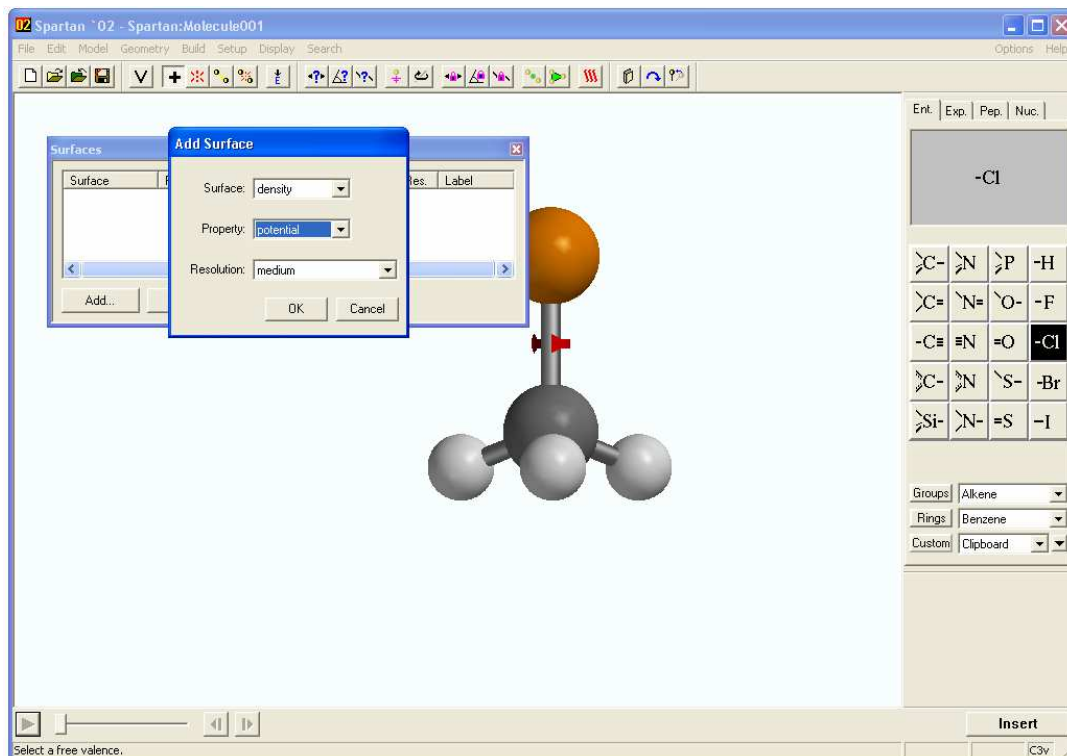 Spartan `02 - Spartan:Molecule001
File Edit Model Geometry Build Setup Display Search Options Help
Surfaces
Surface
Res. Label
Add...
Add Surface
Surface: density
Property: potential
Resolution: medium
OK Cancel
Ent. Exp. Pep. Nuc.
-Cl
C- N P -H
C= N= O- -F
-C≡ ≡N =O -Cl
C- N S- -Br
Si- N- =S -I
Groups Alkene
Rings Benzene
Custom Clipboard
Insert
Select a free valence. C3v